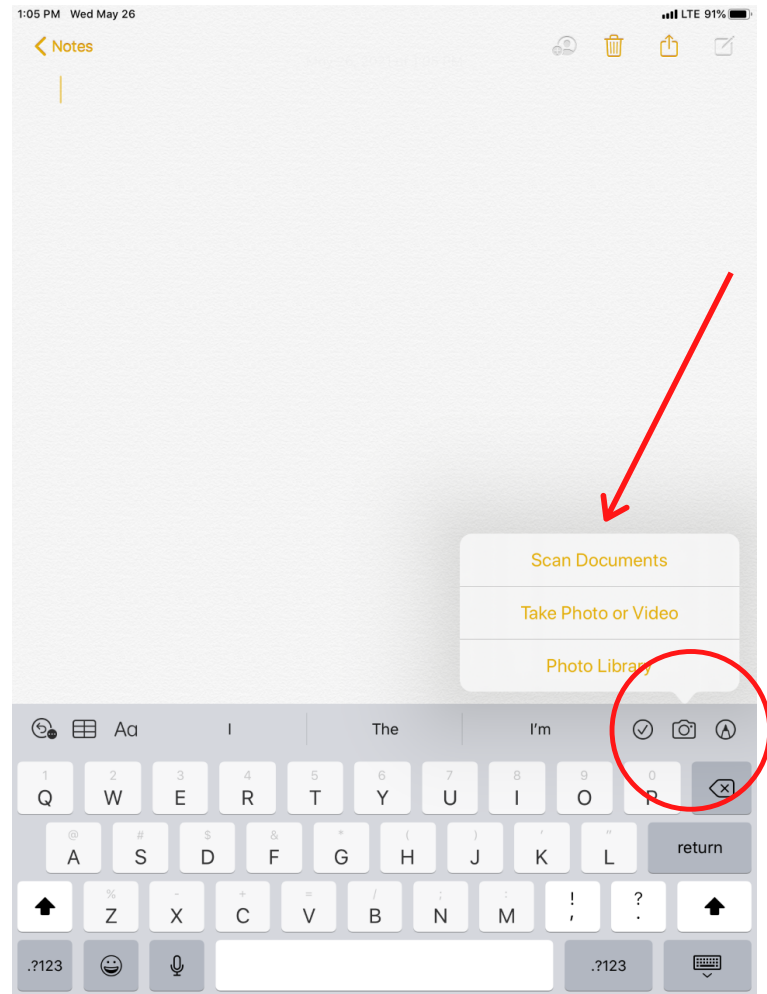 1:05 PM Wed May 26 LTE 91%
Notes
Scan Documents
Take Photo or Video
Photo Library
Aa I The I'm
1 2 3 4 5 6 7 8 9 0
Q W E R T Y U I O P
@ # $ & * ( ) ' "
A S D F G H J K L return
% - + = / ; : ! ?
Z X C V B N M , .
.?123 .?123